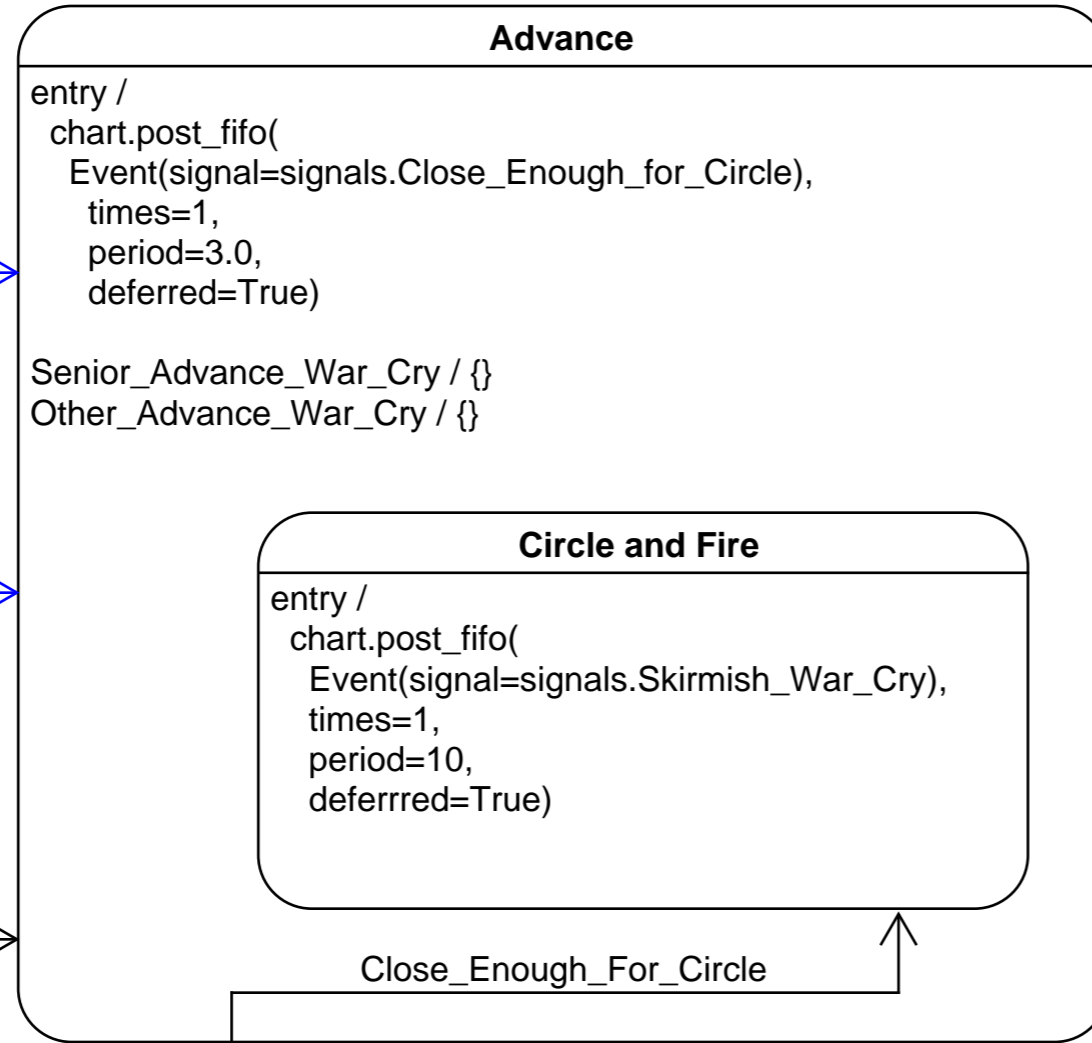 Advance
entry /
chart.post_fifo(
Event(signal=signals.Close_Enough_for_Circle),
times=1,
period=3.0,
deferred=True)
Senior_Advance_War_Cry / {}
Other_Advance_War_Cry / {}
Circle and Fire
entry /
chart.post_fifo(
Event(signal=signals.Skirmish_War_Cry),
times=1,
period=10,
deferrred=True)
Close_Enough_For_Circle